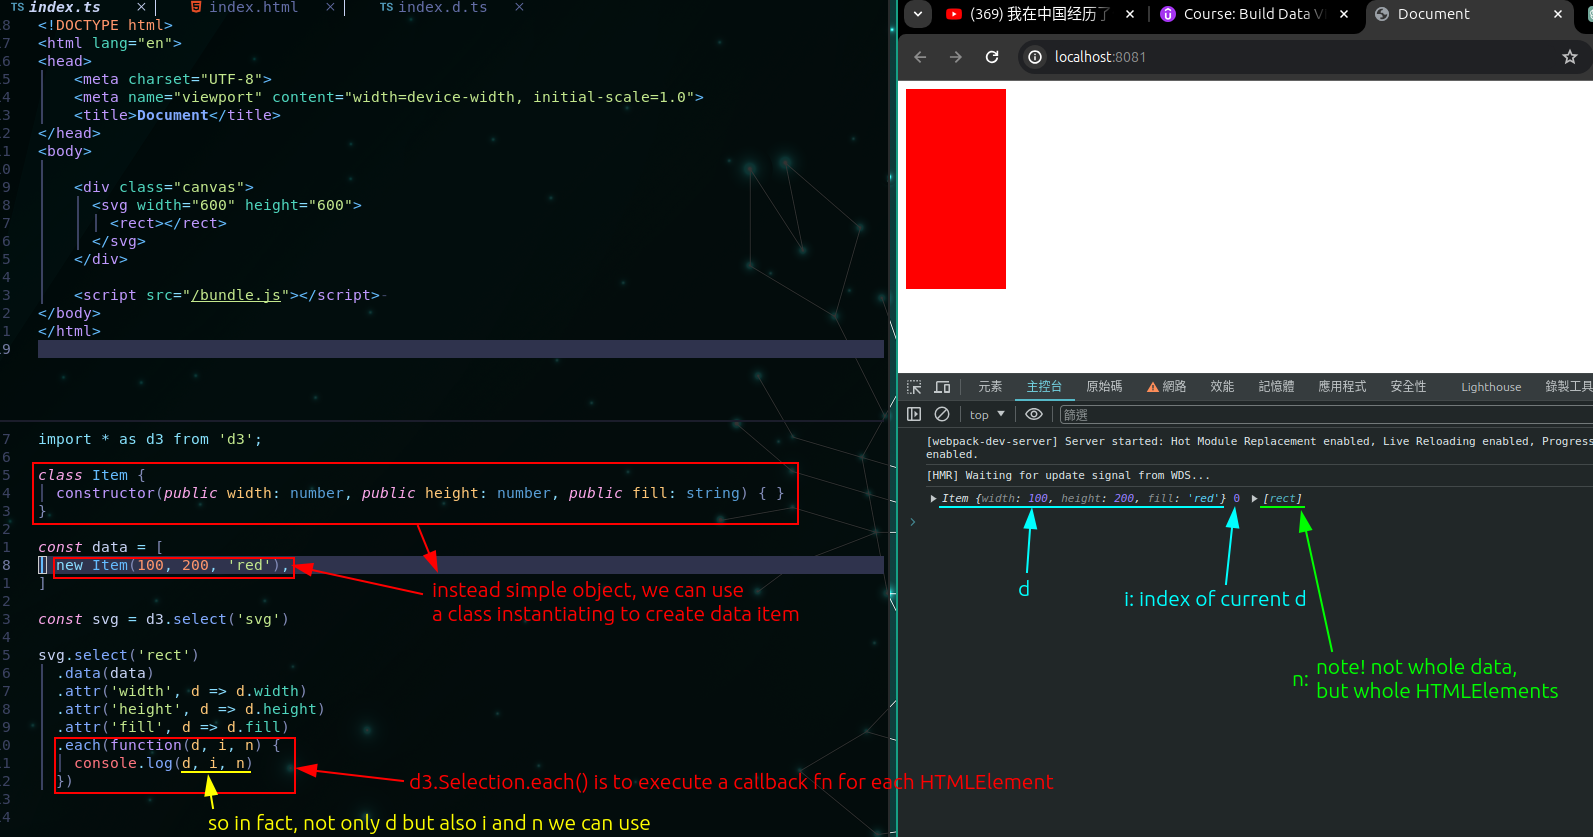 TS index.ts × index.html × TS index.d.ts ×
8 <!DOCTYPE html>
7 <html lang="en">
6 <head>
5 <meta charset="UTF-8">
4 <meta name="viewport" content="width=device-width, initial-scale=1.0">
3 <title>Document</title>
2 </head>
1 <body>
0
9 <div class="canvas">
8 <svg width="600" height="600">
7 <rect></rect>
6 </svg>
5 </div>
4
3 <script src="/bundle.js"></script>
2 </body>
1 </html>
9
7 import * as d3 from 'd3';
6
5 class Item {
4 constructor(public width: number, public height: number, public fill: string) { }
3 }
2
1 const data = [
8 new Item(100, 200, 'red'),
1 ]
2
3 const svg = d3.select('svg')
4
5 svg.select('rect')
6 .data(data)
7 .attr('width', d => d.width)
8 .attr('height', d => d.height)
9 .attr('fill', d => d.fill)
10 .each(function(d, i, n) {
11 console.log(d, i, n)
12 })
13
14
instead simple object, we can use
a class instantiating to create data item
d3.Selection.each() is to execute a callback fn for each HTMLElement
so in fact, not only d but also i and n we can use
(369) 我在中国经历了 × Course: Build Data V × Document ×
localhost:8081
元素 主控台 原始碼 網路 效能 記憶體 應用程式 安全性 Lighthouse 錄製工具
top 篩選
[webpack-dev-server] Server started: Hot Module Replacement enabled, Live Reloading enabled, Progress
enabled.
[HMR] Waiting for update signal from WDS...
Item {width: 100, height: 200, fill: 'red'} 0 [rect]
d
i: index of current d
n: note! not whole data,
but whole HTMLElements